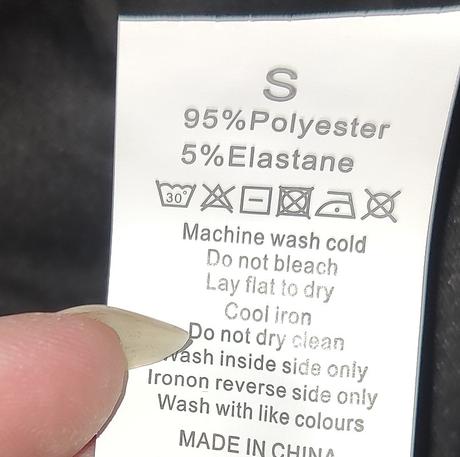 S
95%Polyester
5%Elastane
30°
Machine wash cold
Do not bleach
Lay flat to dry
Cool iron
Do not dry clean
Wash inside side only
Ironon reverse side only
Wash with like colours
MADE IN CHINA